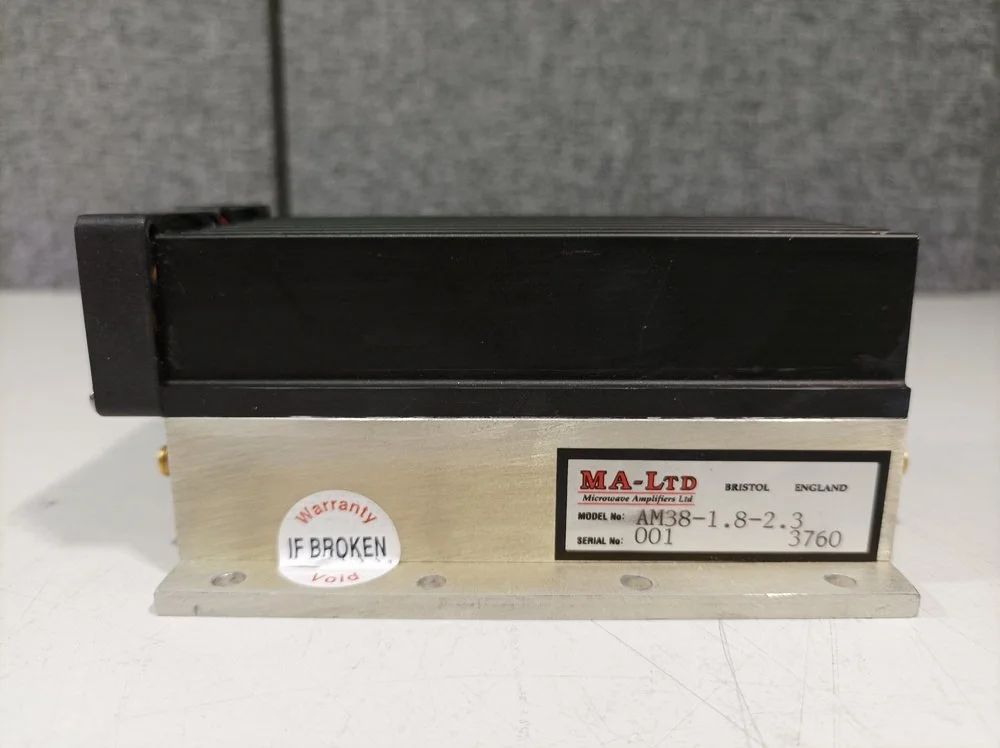 Warranty
IF BROKEN
Void
MA-LTD BRISTOL ENGLAND
Microwave Amplifiers Ltd
MODEL No: AM38-1.8-2.3
SERIAL No: 001 3760